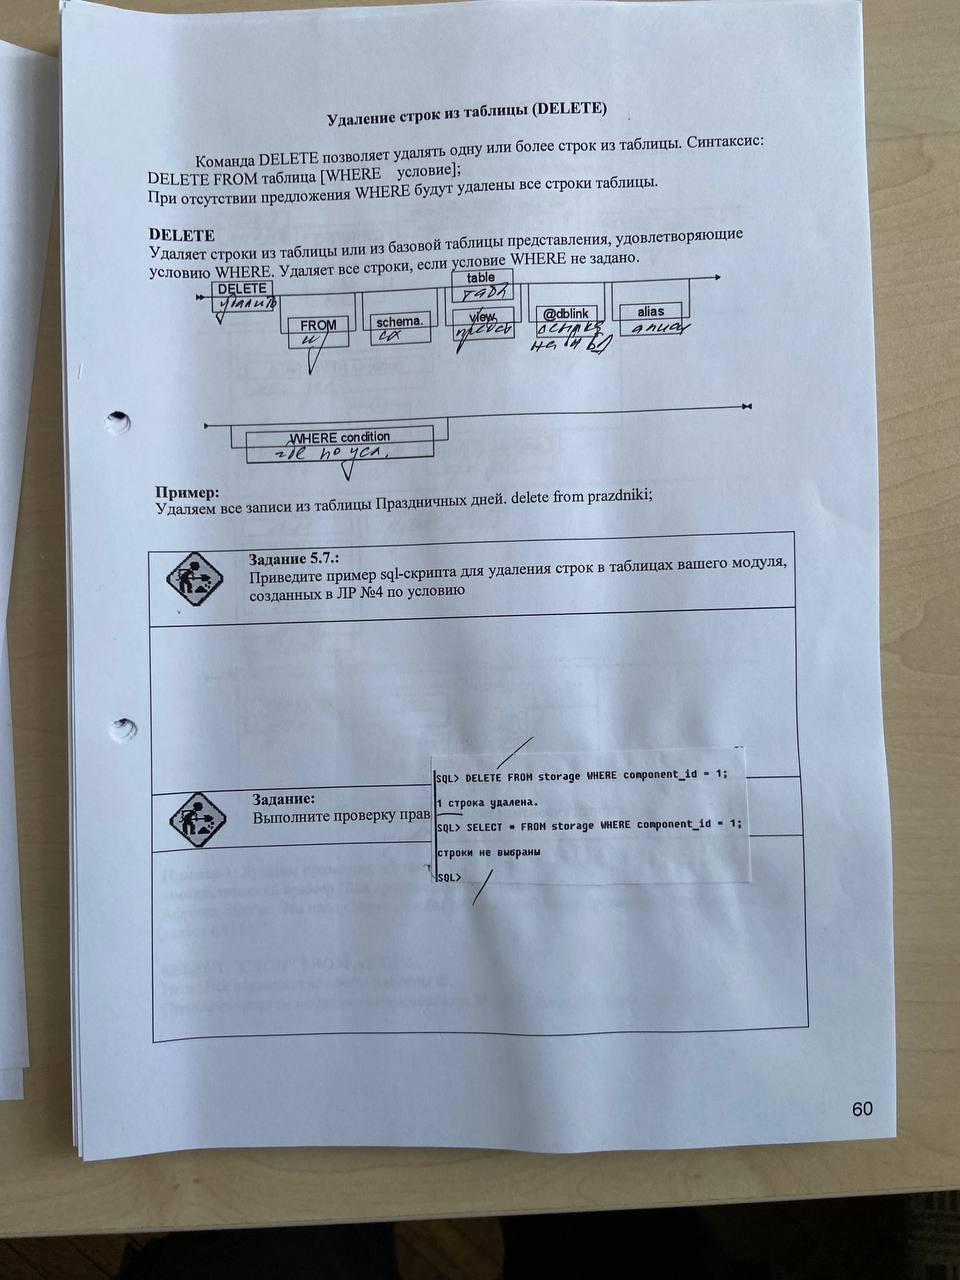 Удаление строк из таблицы (DELETE)
Команда DELETE позволяет удалять одну или более строк из таблицы. Синтаксис:
DELETE FROM таблица [WHERE условие];
При отсутствии предложения WHERE будут удалены все строки таблицы.
DELETE
Удаляет строки из таблицы или из базовой таблицы представления, удовлетворяющие
условию WHERE. Удаляет все строки, если условие WHERE не задано.
DELETE
удалить
FROM
из
schema.
сх
table
табл
view
предст
@dblink
на БД
alias
алиас
WHERE condition
где по усл.
Пример:
Удаляем все записи из таблицы Праздничных дней. delete from prazdniki;
Задание 5.7.:
Приведите пример sql-скрипта для удаления строк в таблицах вашего модуля,
созданных в ЛР №4 по условию
Задание:
Выполните проверку прав
SQL> DELETE FROM storage WHERE component_id = 1;
1 строка удалена.
SQL> SELECT * FROM storage WHERE component_id = 1;
строки не выбраны
SQL>
60